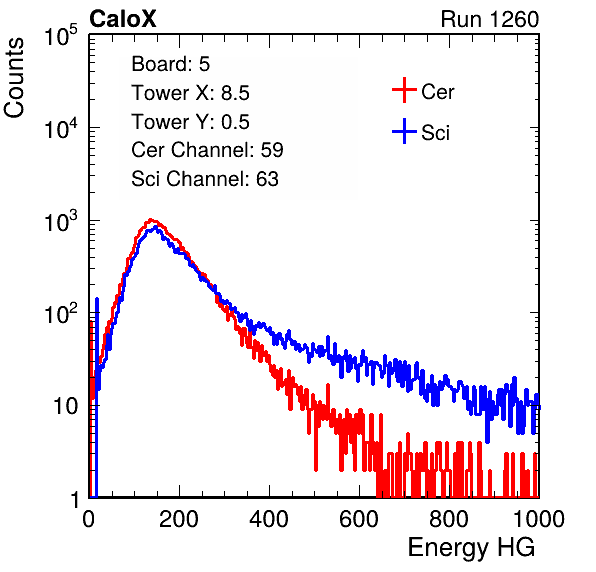 CaloX Run 1260
Counts
Board: 5
Tower X: 8.5
Tower Y: 0.5
Cer Channel: 59
Sci Channel: 63
Cer
Sci
10^5
10^4
10^3
10^2
10
1
0 200 400 600 800 1000
Energy HG